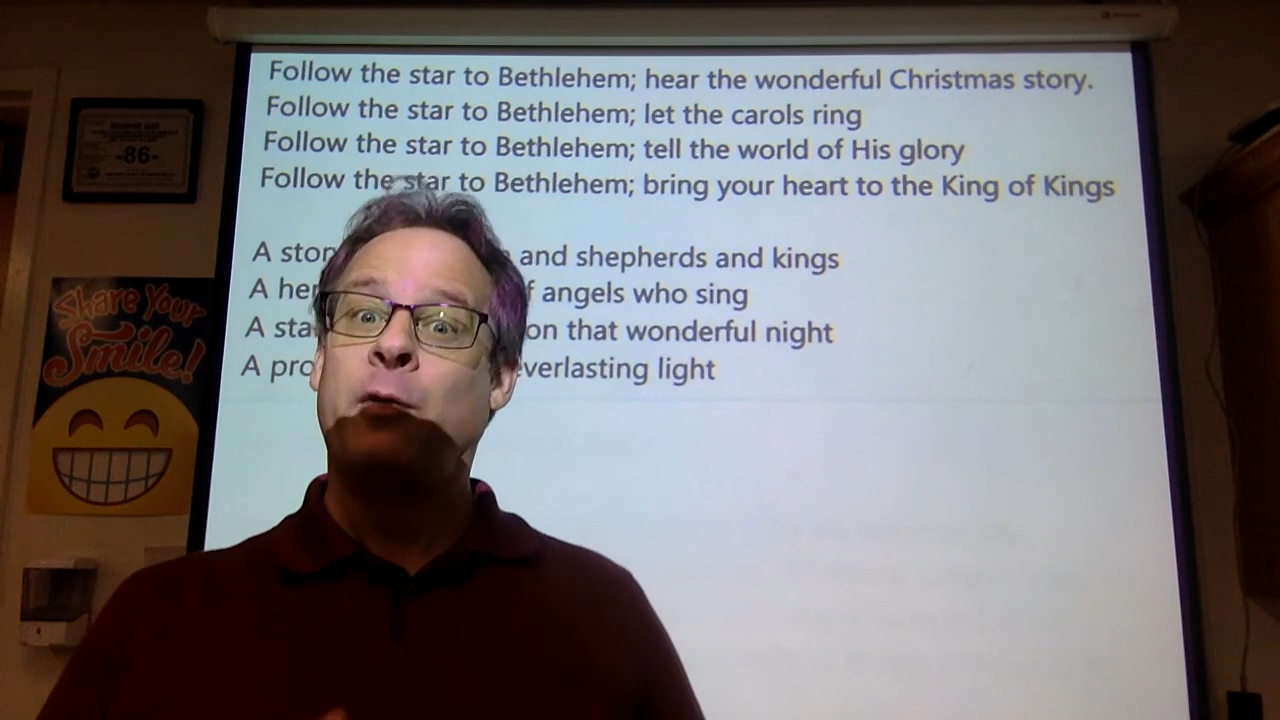 Follow the star to Bethlehem; hear the wonderful Christmas story.
Follow the star to Bethlehem; let the carols ring
Follow the star to Bethlehem; tell the world of His glory
Follow the star to Bethlehem; bring your heart to the King of Kings
A and shepherds and kings
A angels who sing
A on that wonderful night
A light
-86-
Share Your
Smile!